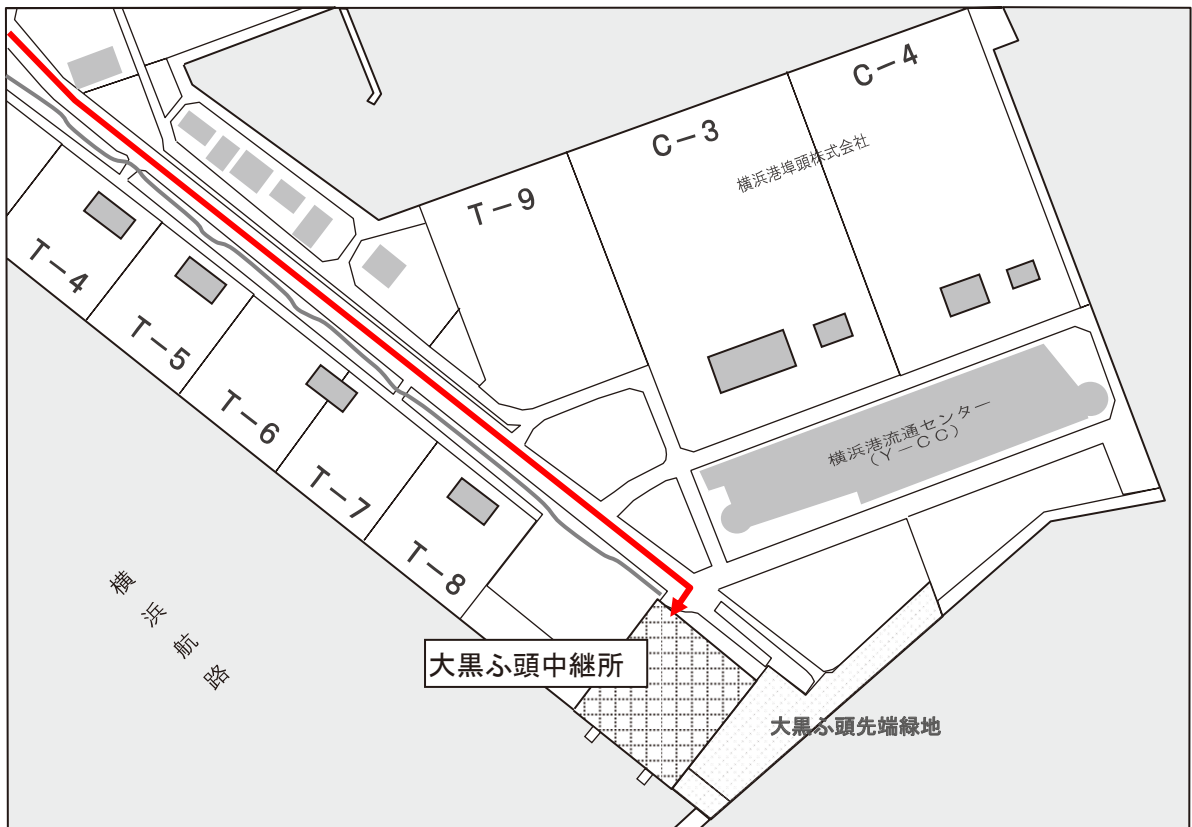 C－4
C－3
横浜港埠頭株式会社
T－9
T－4
T－5
T－6
T－7
T－8
横浜港流通センター
（Y－CC）
横浜航路
大黒ふ頭中継所
大黒ふ頭先端緑地